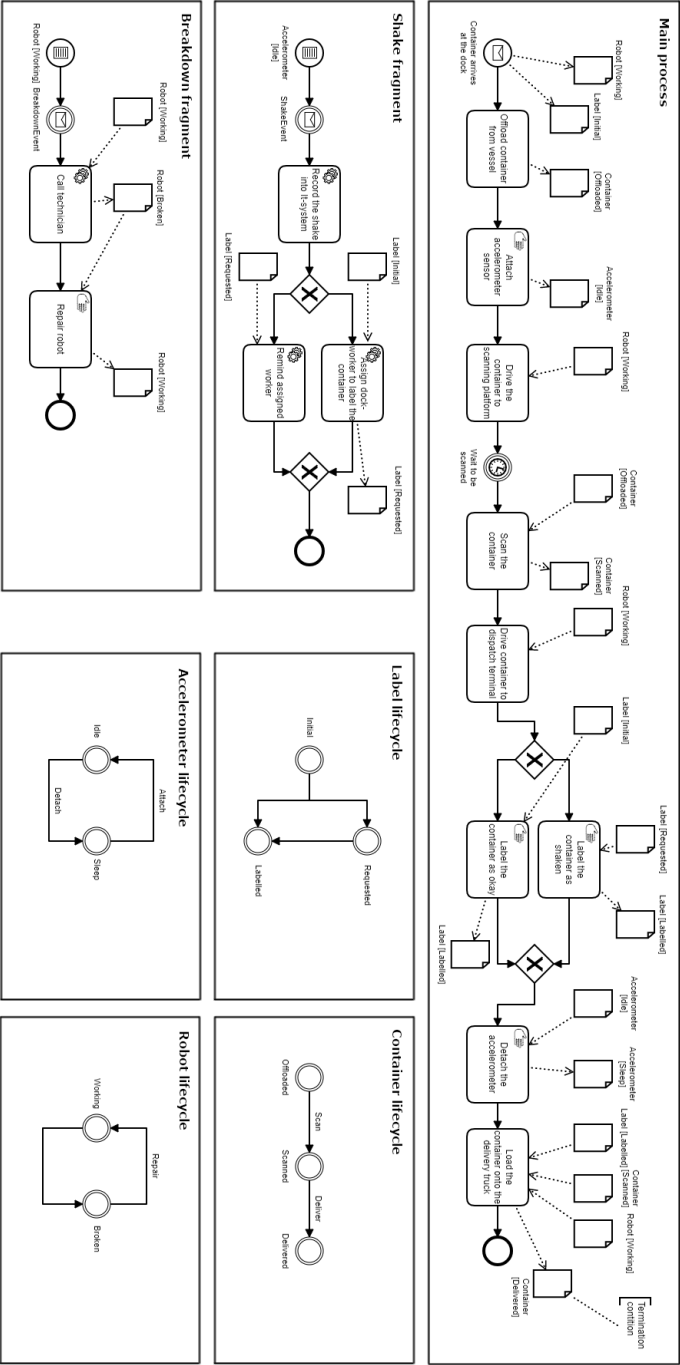 Main process
Container arrives
at the dock
Robot [Working]
Label [Initial]
Offload container
from vessel
Container
[Offloaded]
Attach
accelerometer
sensor
Accelerometer
[Idle]
Drive the
container to
scanning platform
Robot [Working]
Wait to be
scanned
Container
[Offloaded]
Scan the
container
Container
[Scanned]
Robot [Working]
Drive container to
dispatch terminal
Label [Initial]
Label [Requested]
Label the
container as
shaken
Label [Labelled]
Label the
container as okay
Label [Labelled]
Accelerometer
[Idle]
Detach the
accelerometer
Accelerometer
[Sleep]
Label [Labelled]
Container
[Scanned]
Robot [Working]
Load the
container onto the
delivery truck
Container
[Delivered]
Termination
contition
Shake fragment
Accelerometer
[Idle]
ShakeEvent
Record the shake
into it-system
X
Label [Initial]
Label [Requested]
Assign dock-
worker to label the
container
Remind assigned
worker
Label [Requested]
X
Breakdown fragment
Robot [Working]
BreakdownEvent
Robot [Working]
Call technician
Robot [Broken]
Repair robot
Robot [Working]
Label lifecycle
Initial
Requested
Labelled
Container lifecycle
Offloaded
Scan
Scanned
Deliver
Delivered
Accelerometer lifecycle
Idle
Attach
Detach
Sleep
Robot lifecycle
Working
Repair
Broken
X
X